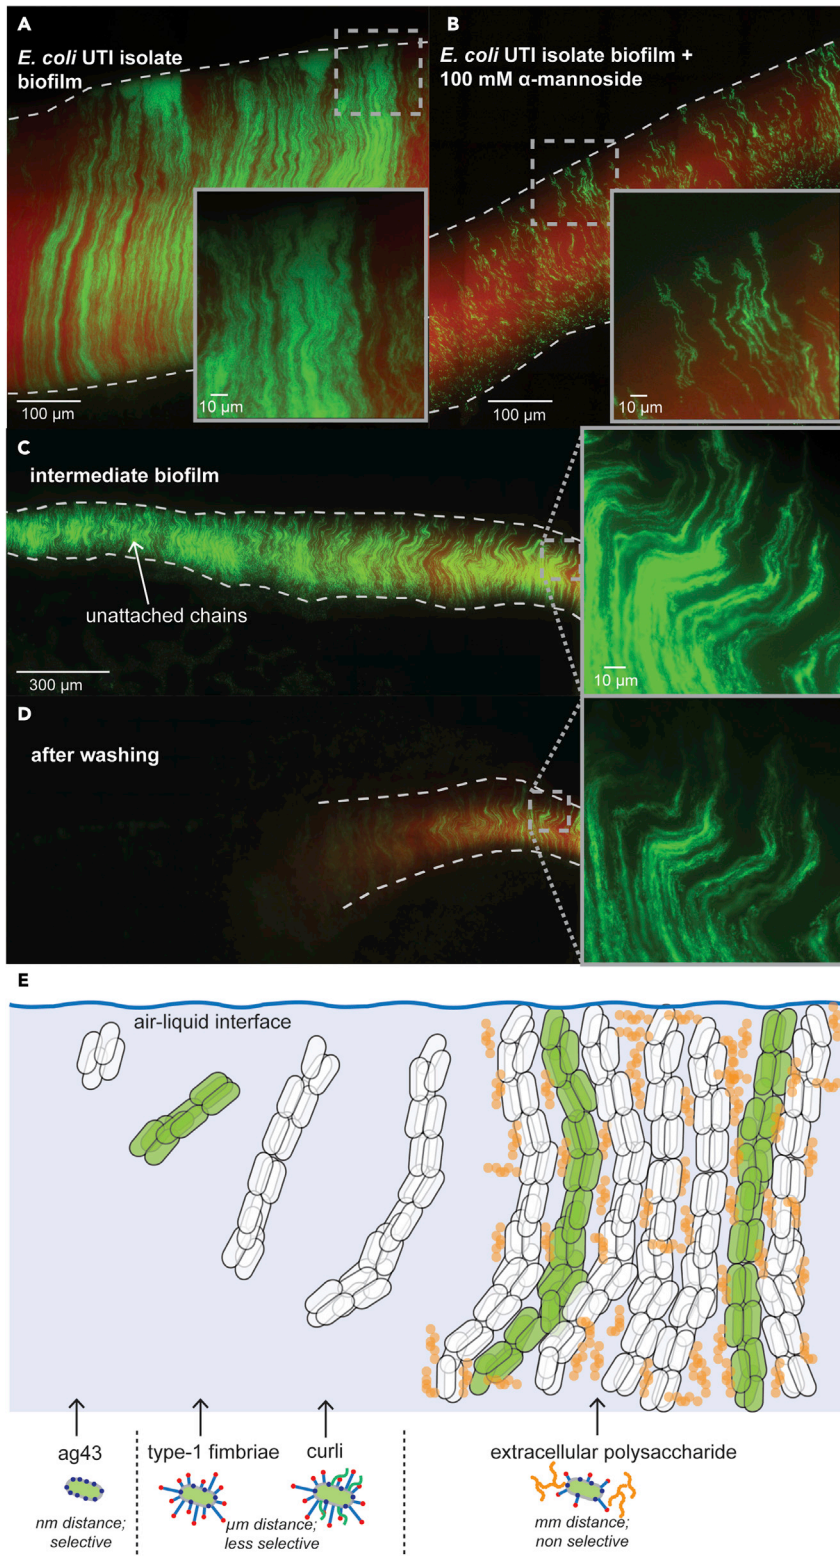 A
E. coli UTI isolate
biofilm
100 µm
10 µm
B
E. coli UTI isolate biofilm +
100 mM α-mannoside
100 µm
10 µm
C
intermediate biofilm
unattached chains
300 µm
10 µm
D
after washing
E
air-liquid interface
ag43
type-1 fimbriae
curli
extracellular polysaccharide
nm distance;
selective
µm distance;
less selective
mm distance;
non selective